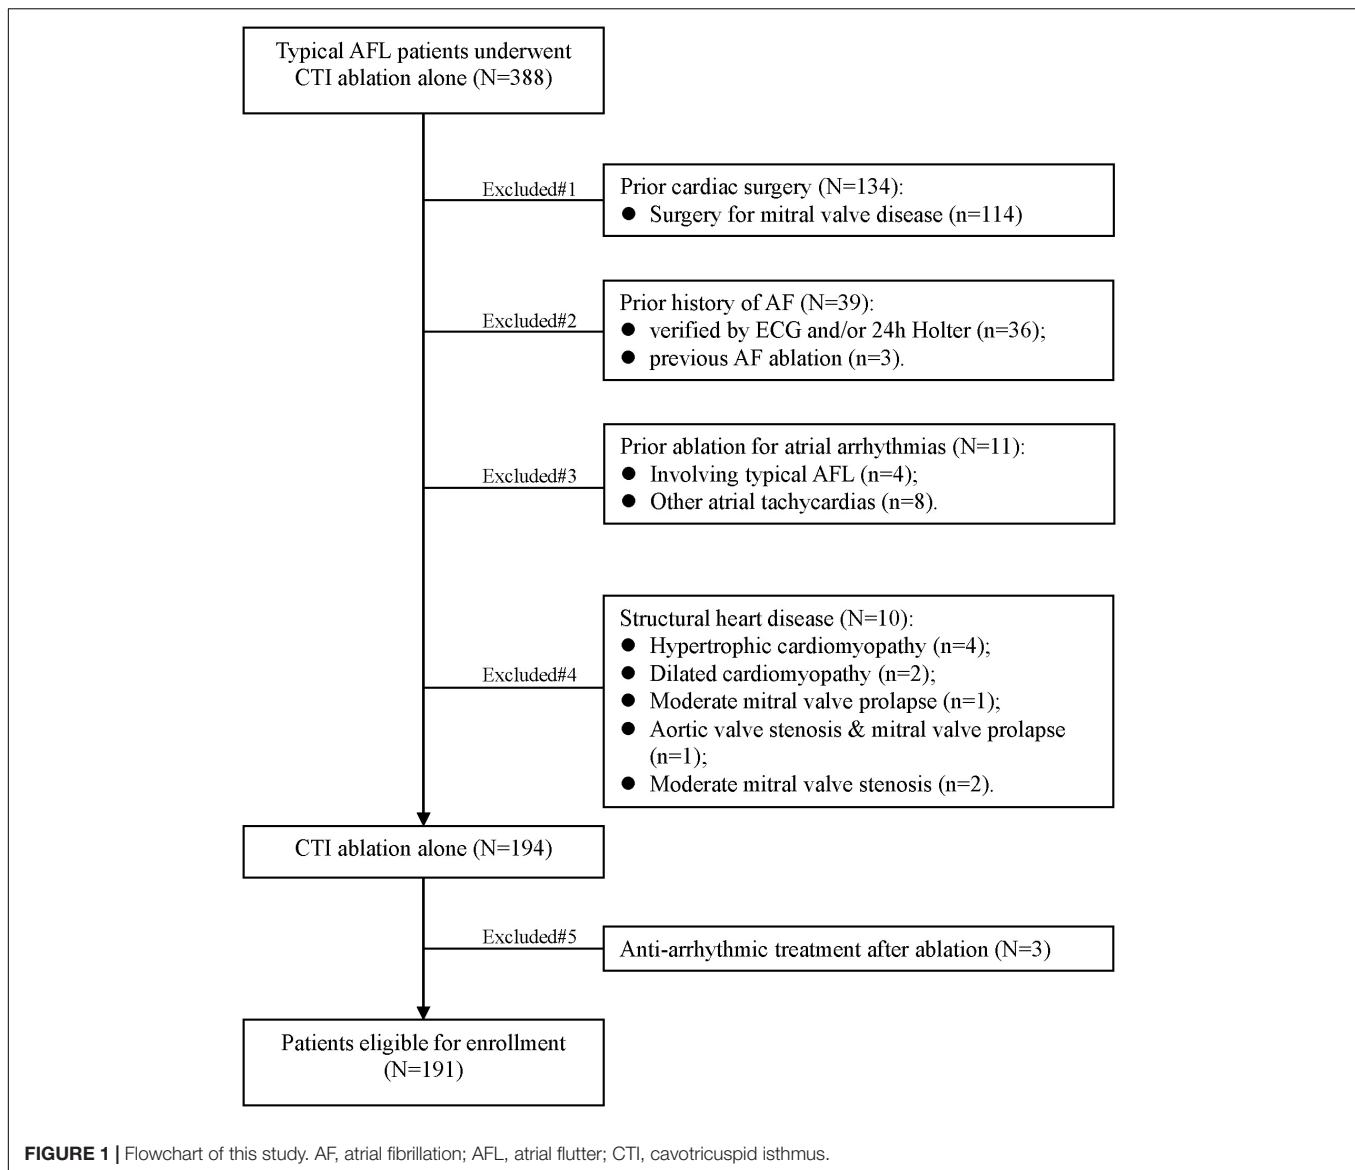 Typical AFL patients underwent
CTI ablation alone (N=388)
Excluded#1
Prior cardiac surgery (N=134):
● Surgery for mitral valve disease (n=114)
Excluded#2
Prior history of AF (N=39):
● verified by ECG and/or 24h Holter (n=36);
● previous AF ablation (n=3).
Excluded#3
Prior ablation for atrial arrhythmias (N=11):
● Involving typical AFL (n=4);
● Other atrial tachycardias (n=8).
Excluded#4
Structural heart disease (N=10):
● Hypertrophic cardiomyopathy (n=4);
● Dilated cardiomyopathy (n=2);
● Moderate mitral valve prolapse (n=1);
● Aortic valve stenosis & mitral valve prolapse
(n=1);
● Moderate mitral valve stenosis (n=2).
CTI ablation alone (N=194)
Excluded#5
Anti-arrhythmic treatment after ablation (N=3)
Patients eligible for enrollment
(N=191)
FIGURE 1 | Flowchart of this study. AF, atrial fibrillation; AFL, atrial flutter; CTI, cavotricuspid isthmus.